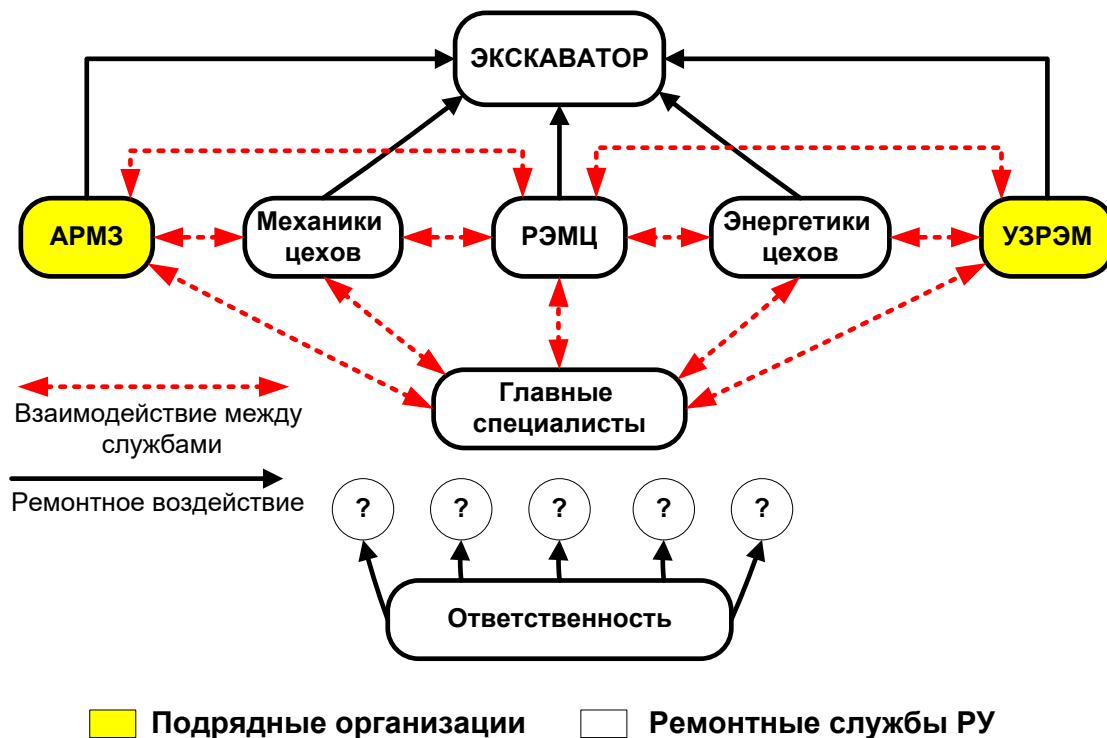 ЭКСКАВАТОР
АРМЗ
Механики
цехов
РЭМЦ
Энергетики
цехов
УЗРЭМ
Главные
специалисты
Взаимодействие между
службами
Ремонтное воздействие
? ? ? ? ?
Ответственность
Подрядные организации
Ремонтные службы РУ